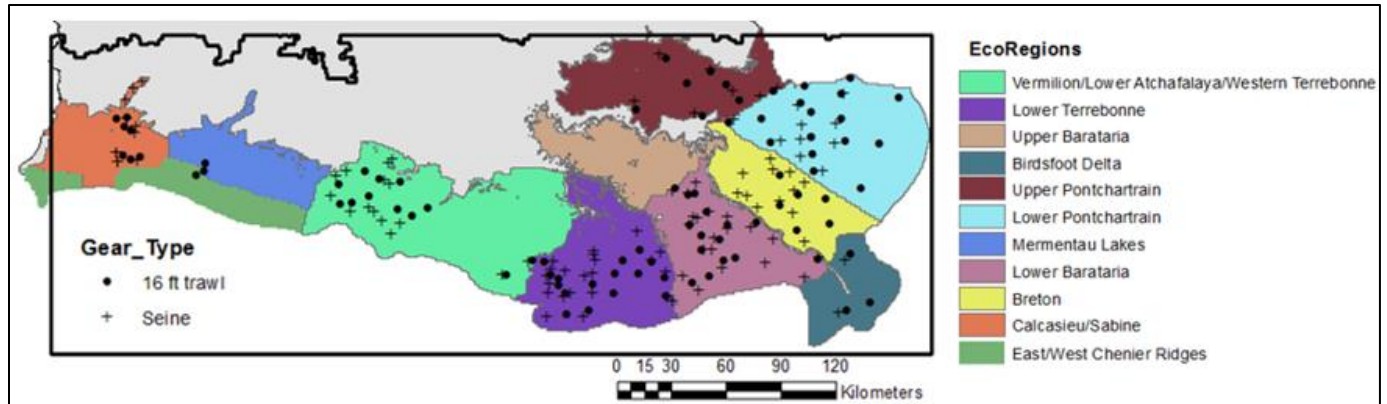 EcoRegions
Vermilion/Lower Atchafalaya/Western Terrebonne
Lower Terrebonne
Upper Barataria
Birdsfoot Delta
Upper Pontchartrain
Lower Pontchartrain
Mermentau Lakes
Lower Barataria
Breton
Calcasieu/Sabine
East/West Chenier Ridges
Gear_Type
16 ft trawl
Seine
0 15 30 60 90 120
Kilometers